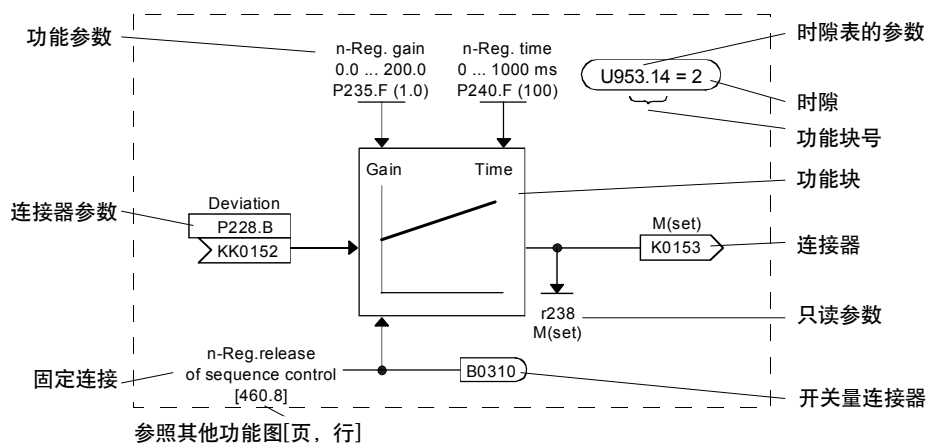 功能参数
n-Reg. gain
0.0 ... 200.0
P235.F (1.0)
n-Reg. time
0 ... 1000 ms
P240.F (100)
时隙表的参数
U953.14 = 2
时隙
功能块号
Gain
Time
功能块
Deviation
连接器参数
P228.B
KK0152
M(set)
K0153
连接器
r238
M(set)
只读参数
n-Reg.release
of sequence control
[460.8]
固定连接
B0310
开关量连接器
参照其他功能图[页，行]